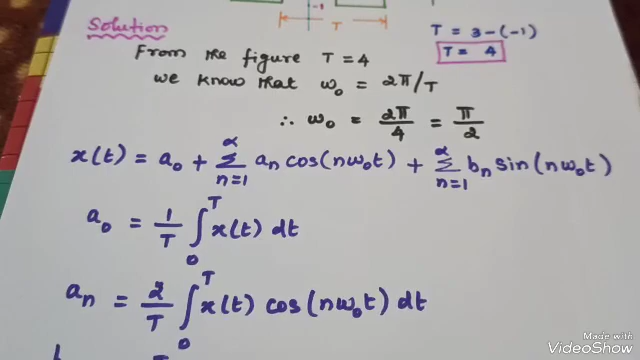 -1
T
Solution
T = 3-(-1)
T = 4
From the figure T=4
we know that ω₀ = 2π/T
∴ ω₀ = 2π/4 = π/2
x(t) = a₀ + ∑_{n=1}^{α} aₙ cos(nω₀t) + ∑_{n=1}^{α} bₙ sin(nω₀t)
a₀ = 1/T ∫₀^T x(t) dt
aₙ = 2/T ∫₀^T x(t) cos(nω₀t) dt
Made With
VideoShow